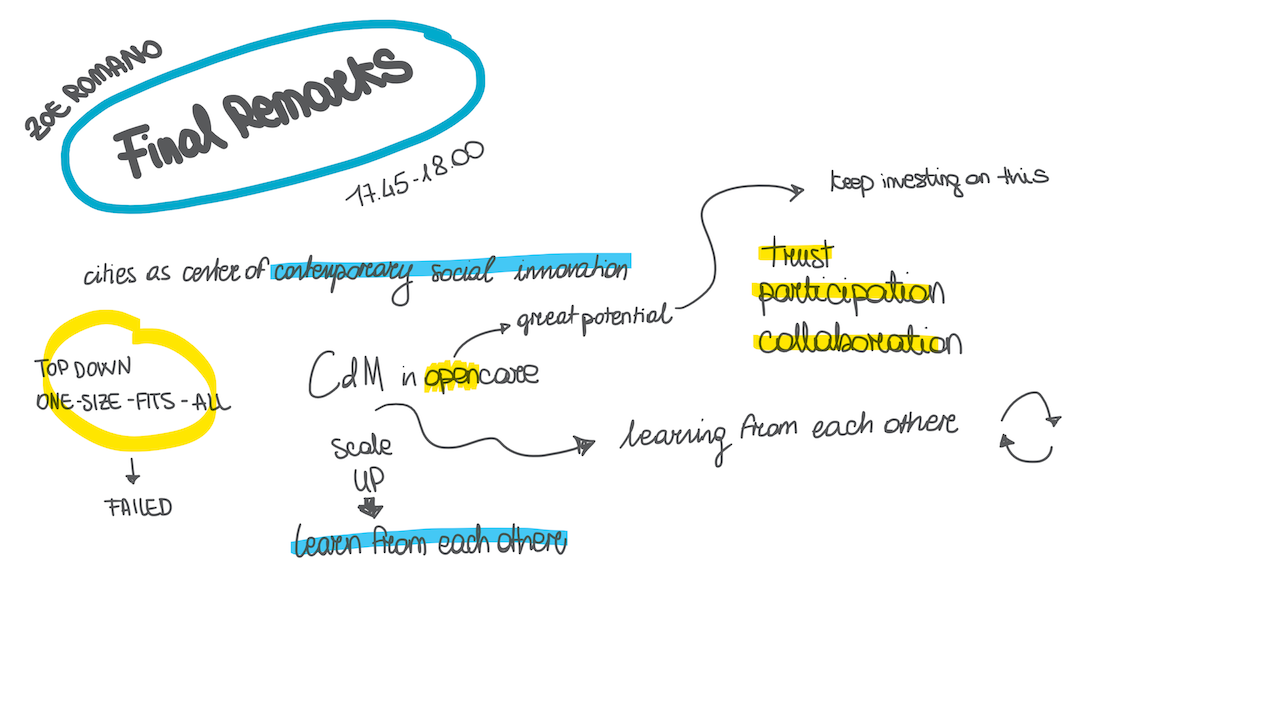 ZOE ROMANO
Final Remarks
17.45-18.00
keep investing on this
cities as center of contemporary social innovation
trust
participation
collaboration
great potential
TOP DOWN
ONE-SIZE-FITS-ALL
FAILED
CdM in opencare
learning from each other
scale
UP
learn from each other